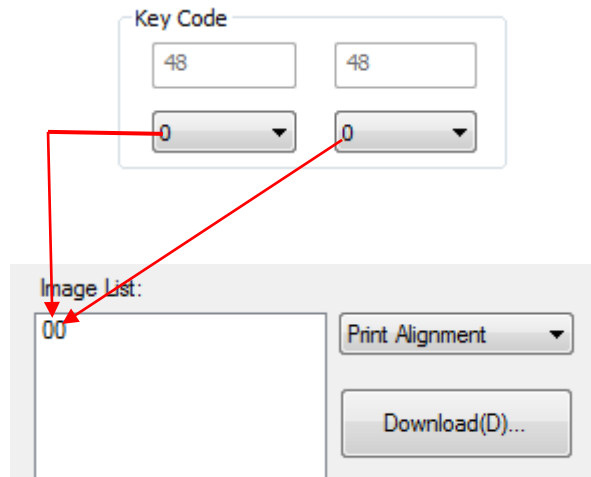 Key Code
48 48
0 0
Image List:
00
Print Alignment
Download(D)...